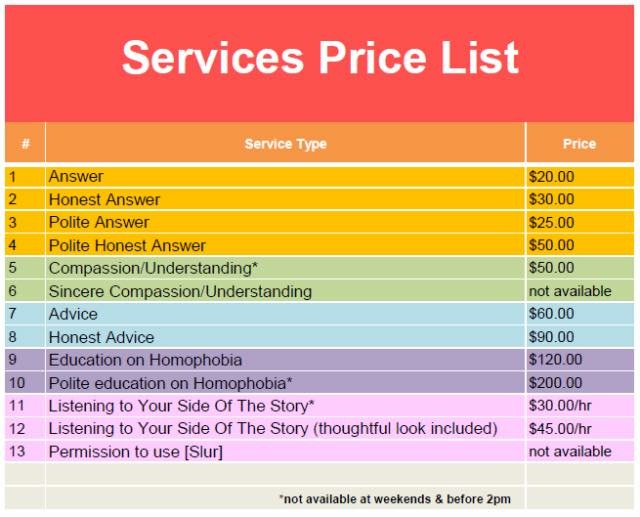 Services Price List
# Service Type Price
1 Answer $20.00
2 Honest Answer $30.00
3 Polite Answer $25.00
4 Polite Honest Answer $50.00
5 Compassion/Understanding* $50.00
6 Sincere Compassion/Understanding not available
7 Advice $60.00
8 Honest Advice $90.00
9 Education on Homophobia $120.00
10 Polite education on Homophobia* $200.00
11 Listening to Your Side Of The Story* $30.00/hr
12 Listening to Your Side Of The Story (thoughtful look included) $45.00/hr
13 Permission to use [Slur] not available
*not available at weekends & before 2pm